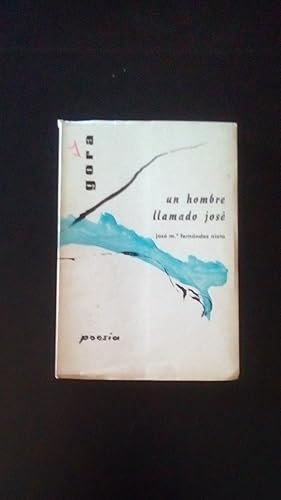 gora
un hombre
llamado josé
josé m.ª fernández nieto
poesía